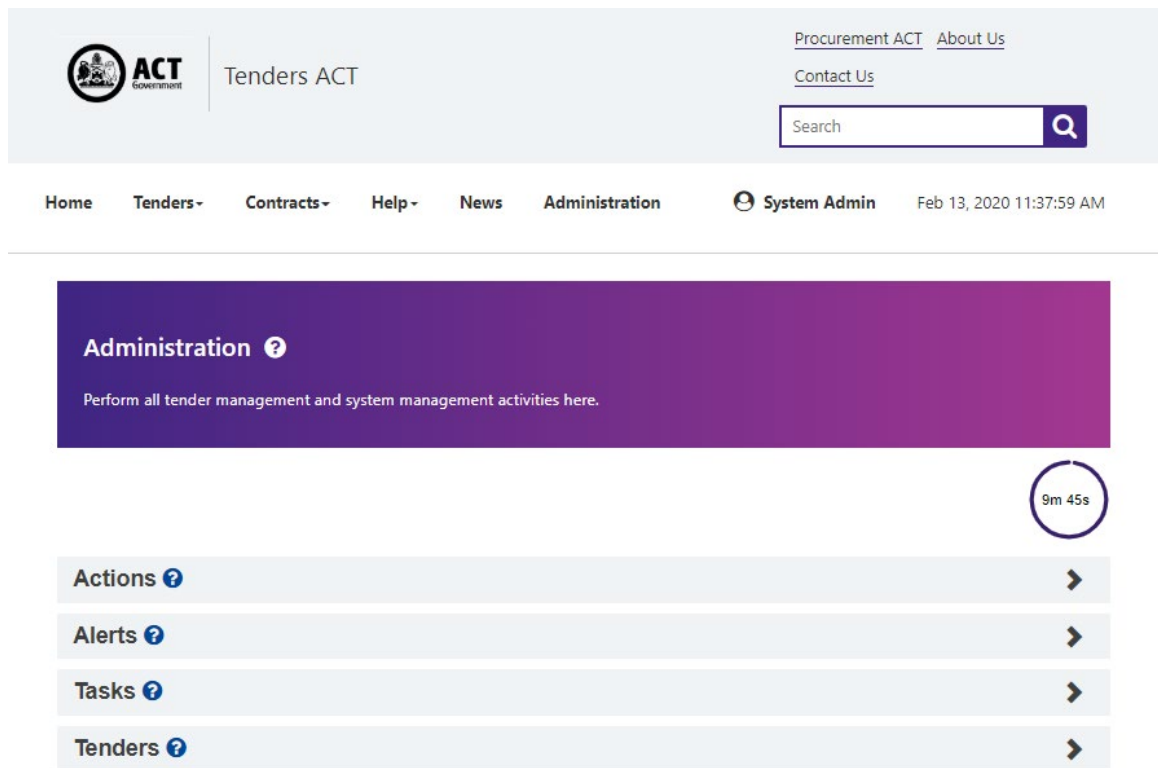 Procurement ACT About Us
ACT
Government
Tenders ACT
Contact Us
Search
Home Tenders Contracts Help News Administration System Admin Feb 13, 2020 11:37:59 AM
Administration ?
Perform all tender management and system management activities here.
9m 45s
Actions ?
Alerts ?
Tasks ?
Tenders ?